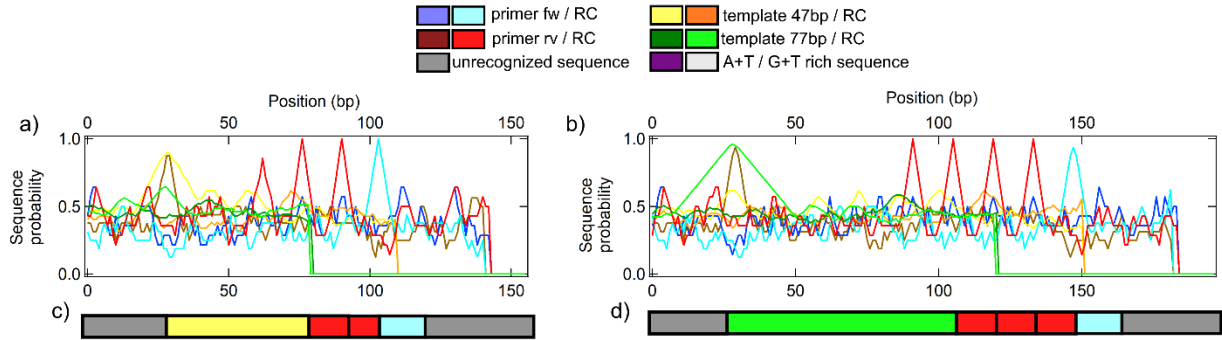 primer fw / RC
template 47bp / RC
primer rv / RC
template 77bp / RC
unrecognized sequence
A+T / G+T rich sequence
a)
Position (bp)
0 50 100 150
1.0
0.5
0.0
Sequence
probability
0 50 100 150
c)
b)
Position (bp)
0 50 100 150
1.0
0.5
0.0
Sequence
probability
0 50 100 150
d)